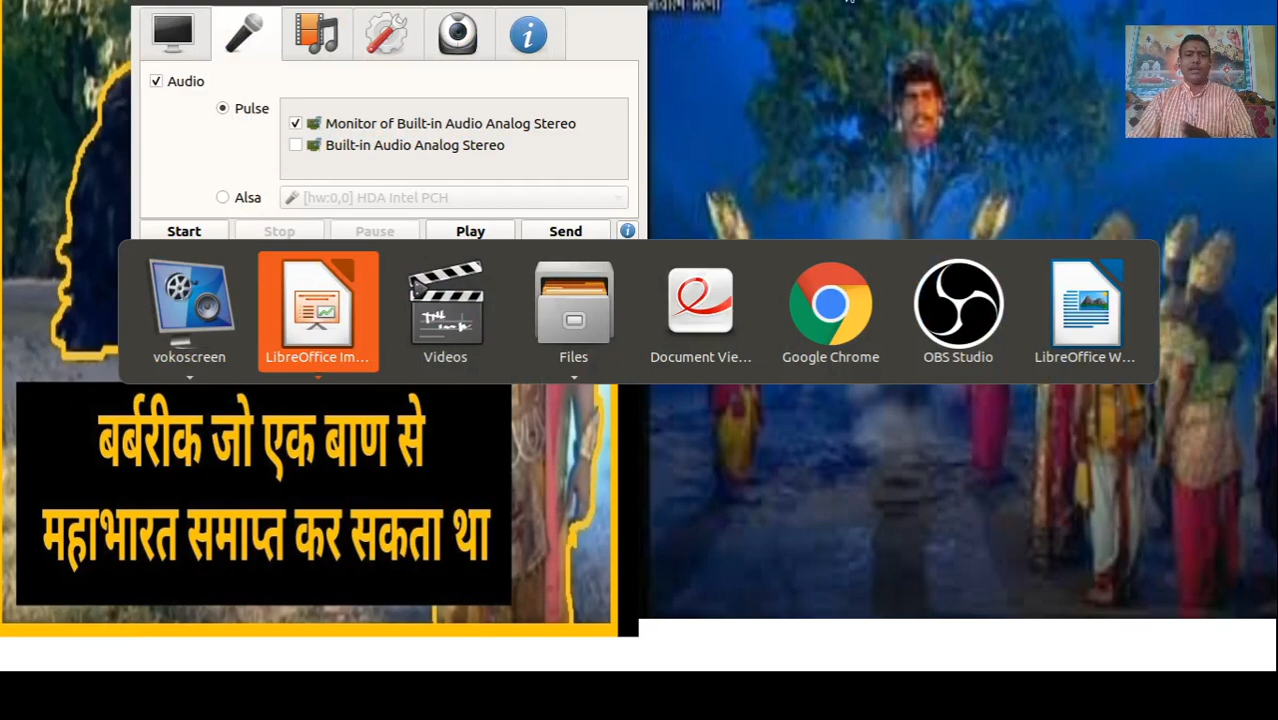 Audio
Pulse
Monitor of Built-in Audio Analog Stereo
Built-in Audio Analog Stereo
Alsa
[hw:0,0] HDA Intel PCH
Start Stop Pause Play Send
vokoscreen LibreOffice Im... Videos Files Document Vie... Google Chrome OBS Studio LibreOffice W...
बर्बरीक जो एक बाण से
महाभारत समाप्त कर सकता था